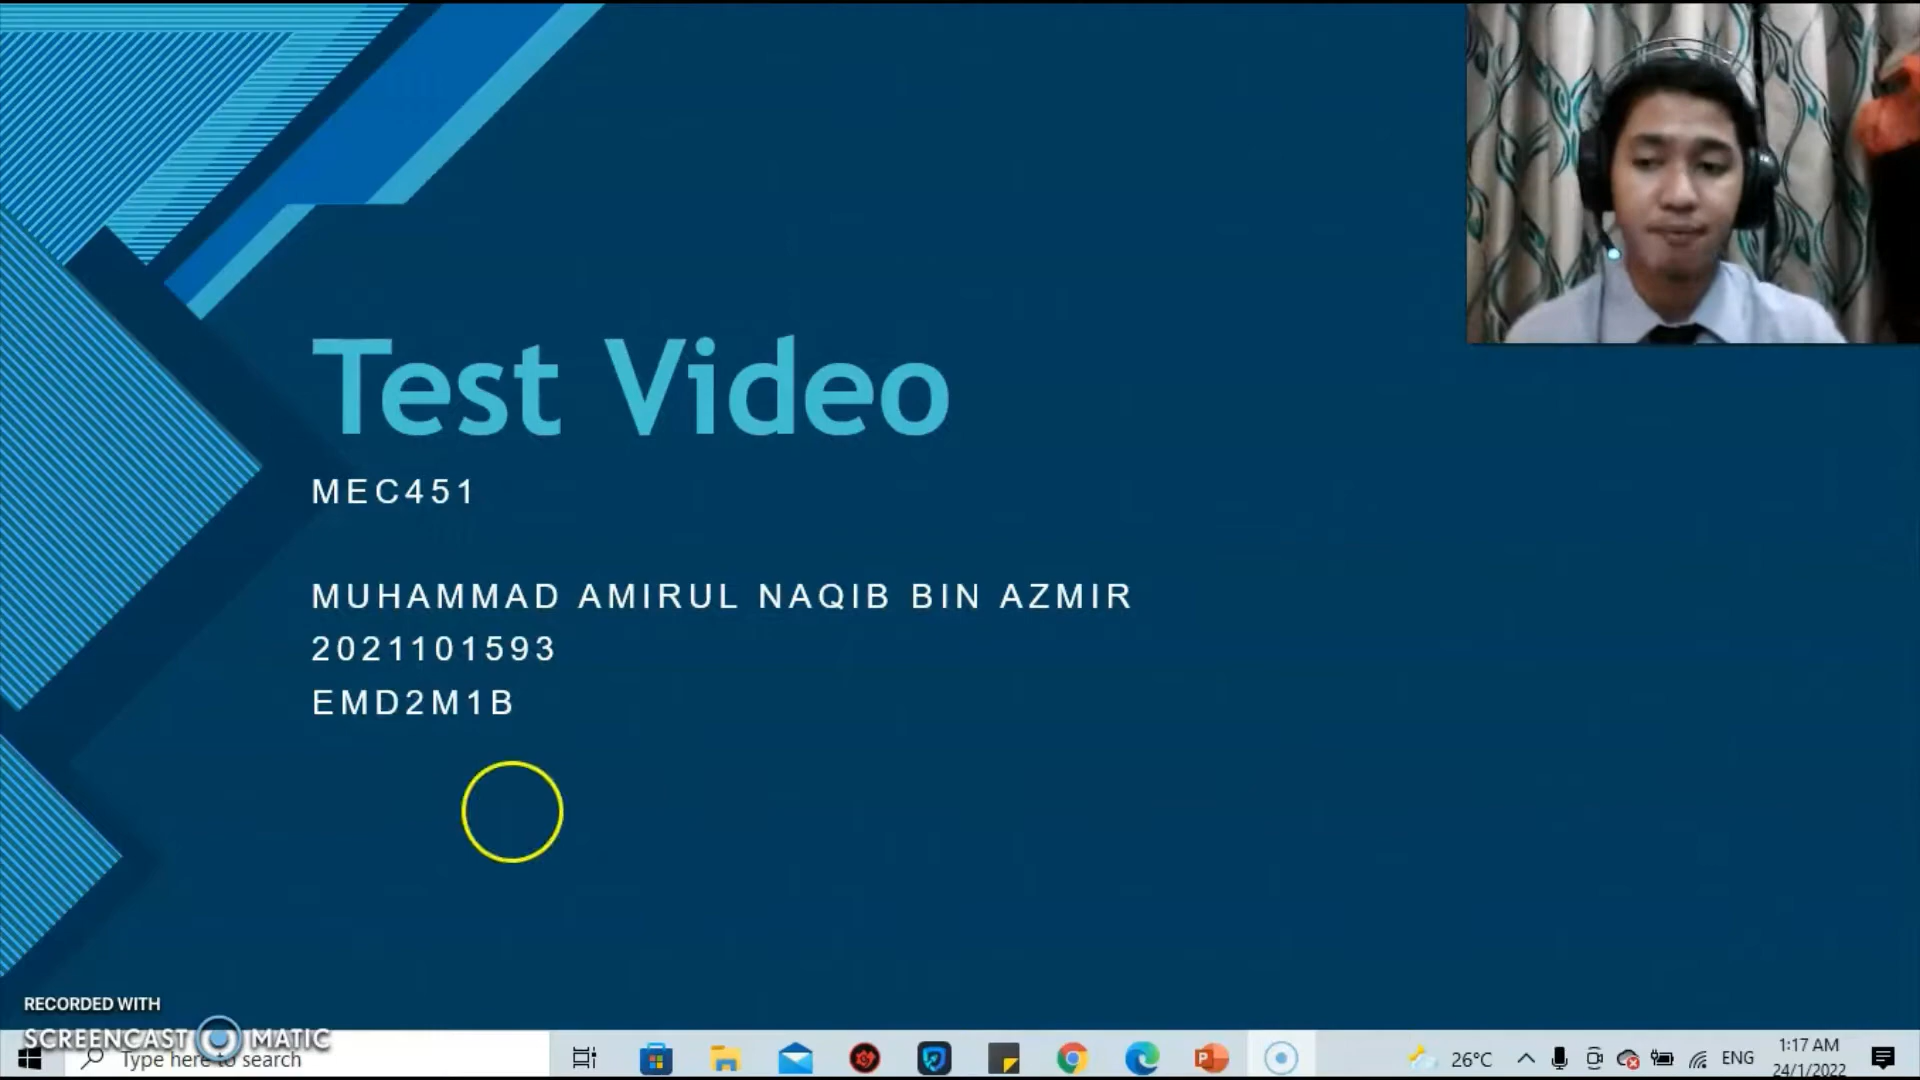 Test Video
MEC451
MUHAMMAD AMIRUL NAQIB BIN AZMIR
2021101593
EMD2M1B
RECORDED WITH
SCREENCAST MATIC
Type here to search
26°C
ENG
1:17 AM
24/1/2022